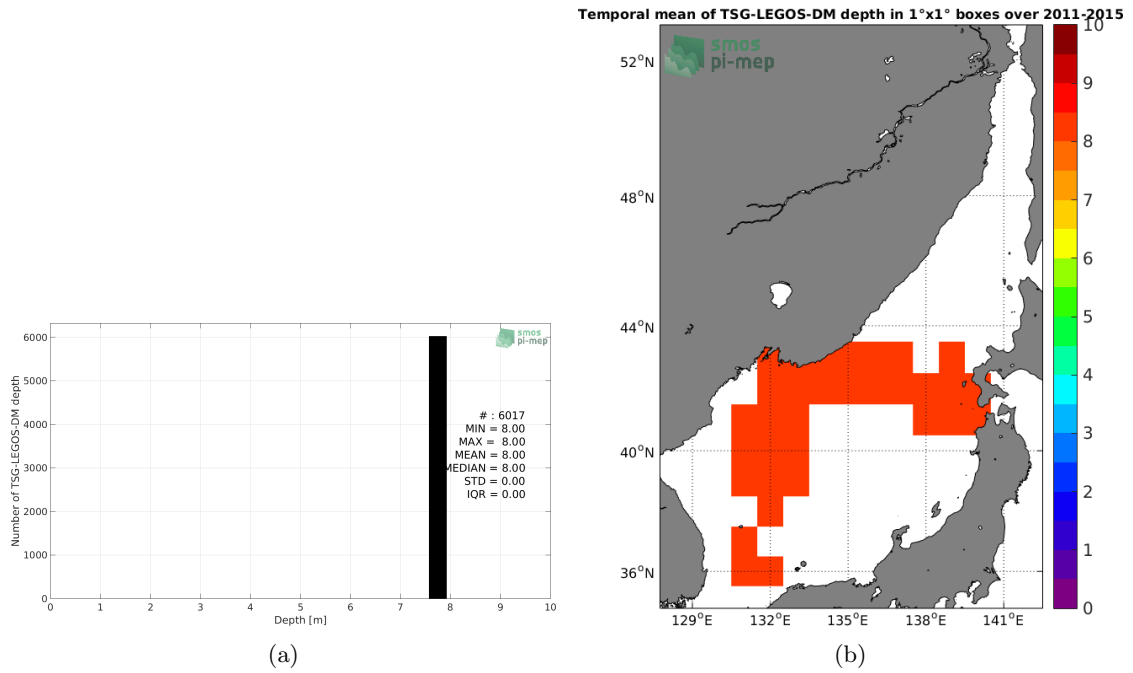 Temporal mean of TSG-LEGOS-DM depth in 1°x1° boxes over 2011-2015
smos
pi-mep
6000
5000
4000
3000
2000
1000
0
Number of TSG-LEGOS-DM depth
smos
pi-mep
# : 6017
MIN = 8.00
MAX = 8.00
MEAN = 8.00
MEDIAN = 8.00
STD = 0.00
IQR = 0.00
0 1 2 3 4 5 6 7 8 9 10
Depth [m]
(a)
52°N
48°N
44°N
40°N
36°N
129°E 132°E 135°E 138°E 141°E
10
9
8
7
6
5
4
3
2
1
0
(b)